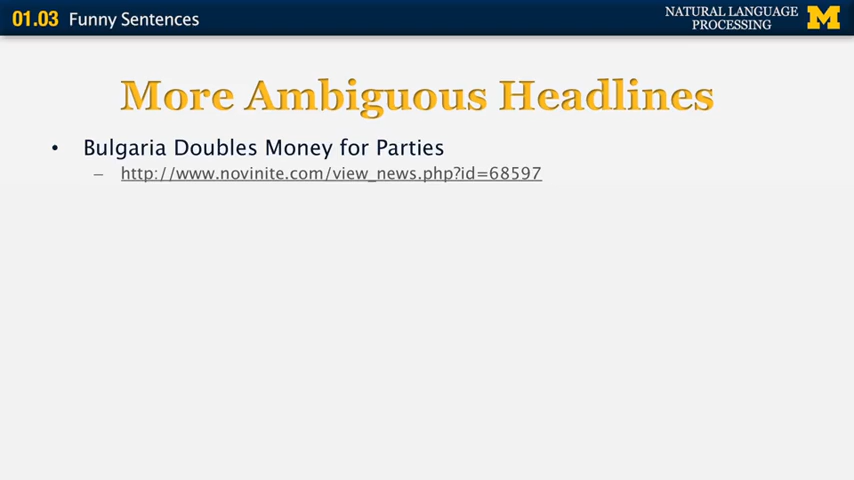 01.03 Funny Sentences
NATURAL LANGUAGE
PROCESSING
M
More Ambiguous Headlines
• Bulgaria Doubles Money for Parties
– http://www.novinite.com/view_news.php?id=68597